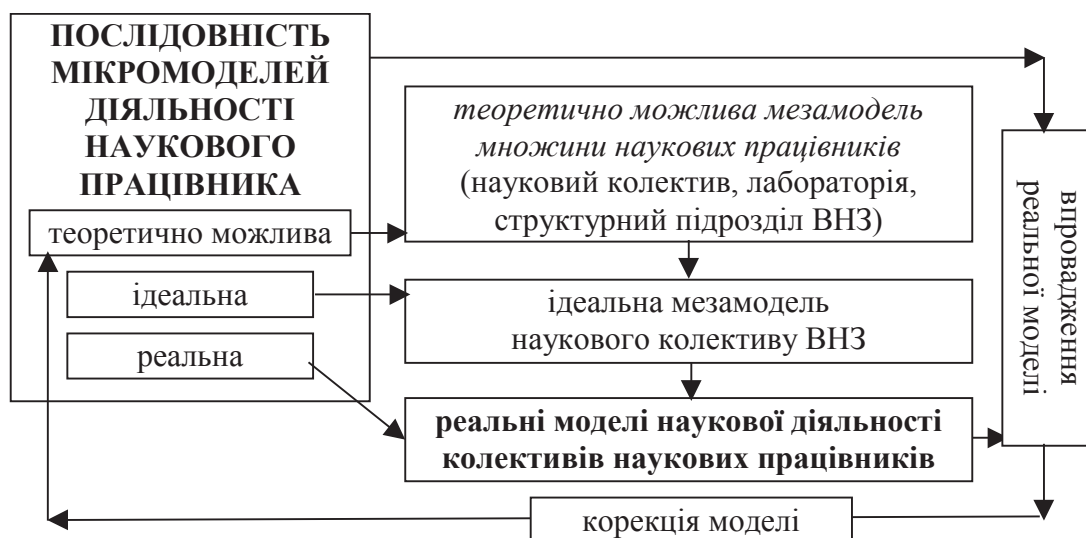 ПОСЛІДОВНІСТЬ
МІКРОМОДЕЛЕЙ
ДІЯЛЬНОСТІ
НАУКОВОГО
ПРАЦІВНИКА
теоретично можлива
ідеальна
реальна
теоретично можлива мезамодель
множини наукових працівників
(науковий колектив, лабораторія,
структурний підрозділ ВНЗ)
ідеальна мезамодель
наукового колективу ВНЗ
реальні моделі наукової діяльності
колективів наукових працівників
впровадження
реальної моделі
корекція моделі